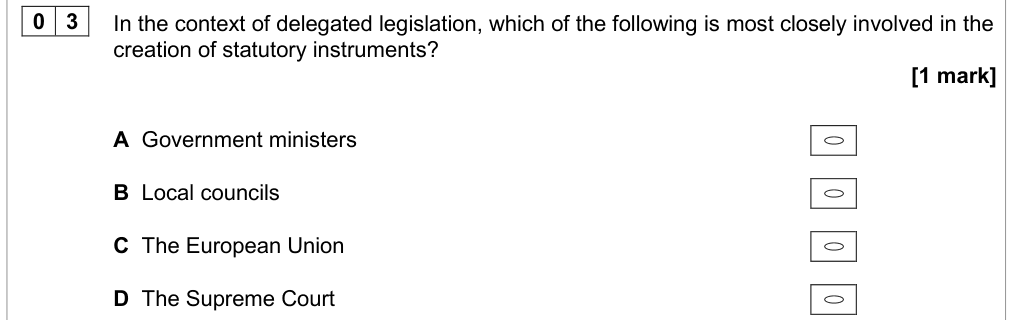 0 3 In the context of delegated legislation, which of the following is most closely involved in the
creation of statutory instruments?
[1 mark]
A Government ministers
B Local councils
C The European Union
D The Supreme Court